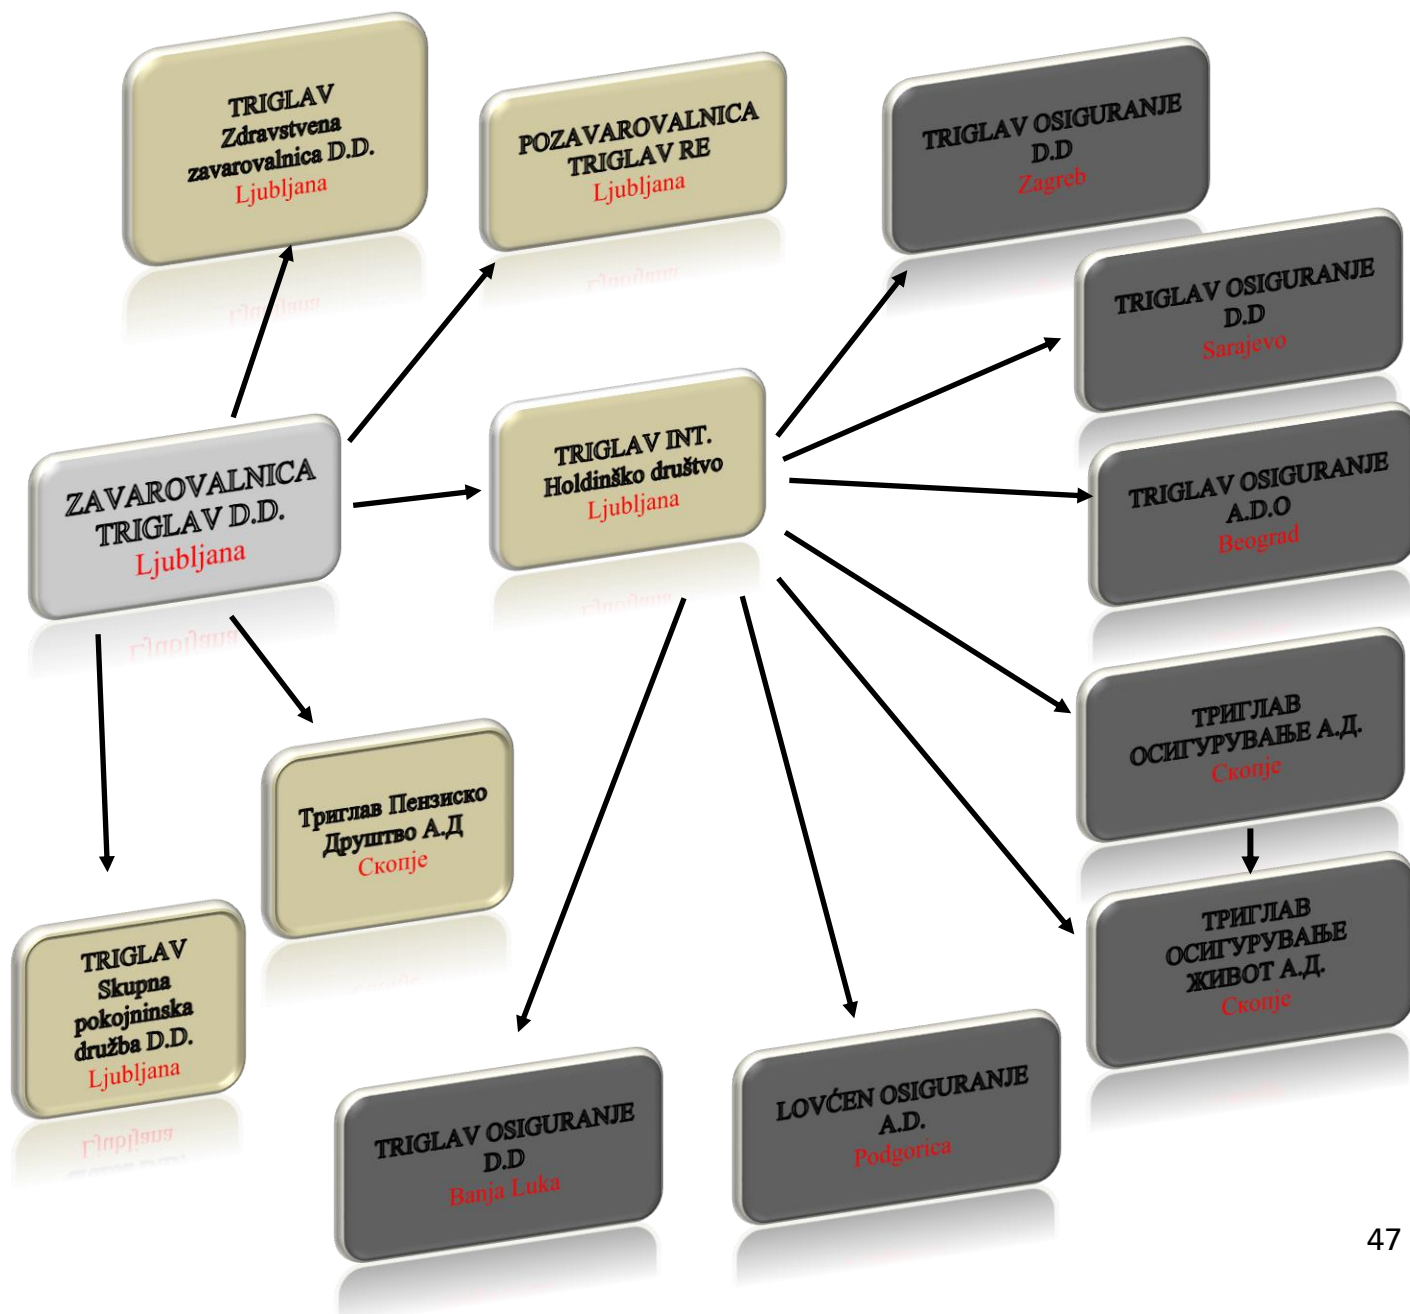 TRIGLAV
Zdravstvena
zavarovalnica D.D.
Ljubljana
POZAVAROVALNICA
TRIGLAV RE
Ljubljana
TRIGLAV OSIGURANJE
D.D
Zagreb
TRIGLAV OSIGURANJE
D.D
Sarajevo
ZAVAROVALNICA
TRIGLAV D.D.
Ljubljana
TRIGLAV INT.
Holdinško društvo
Ljubljana
TRIGLAV OSIGURANJE
A.D.O
Beograd
ТРИГЛАВ
ОСИГУРУВАЊЕ А.Д.
Скопје
Триглав Пензиско
Друштво А.Д
Скопје
ТРИГЛАВ
ОСИГУРУВАЊЕ
ЖИВОТ А.Д.
Скопје
TRIGLAV
Skupna
pokojninska
družba D.D.
Ljubljana
TRIGLAV OSIGURANJE
D.D
Banja Luka
LOVĆEN OSIGURANJE
A.D.
Podgorica
47